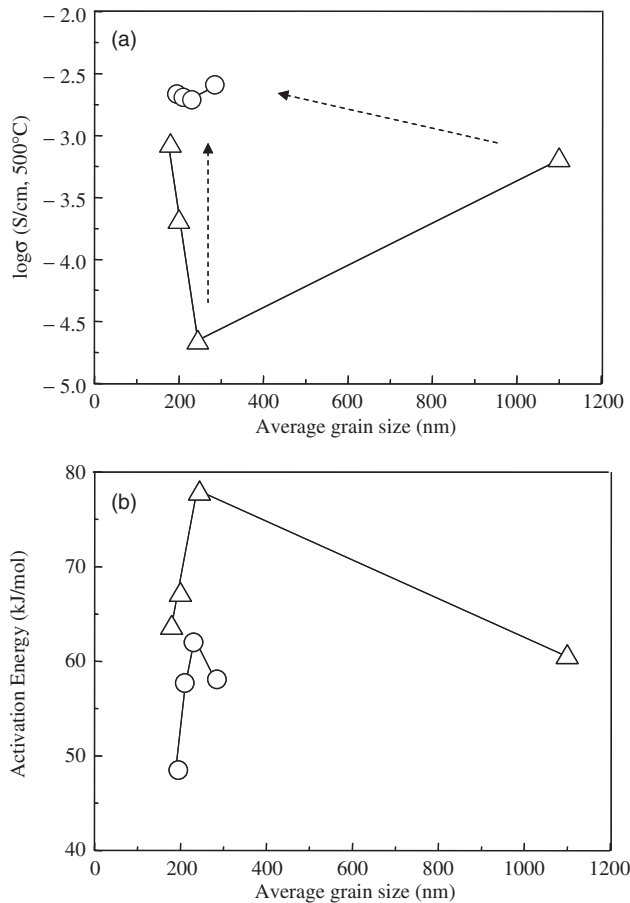 (a)
logσ (S/cm, 500°C)
– 2.0
– 2.5
– 3.0
– 3.5
– 4.0
– 4.5
– 5.0
0 200 400 600 800 1000 1200
Average grain size (nm)
(b)
Activation Energy (kJ/mol)
80
70
60
50
40
0 200 400 600 800 1000 1200
Average grain size (nm)